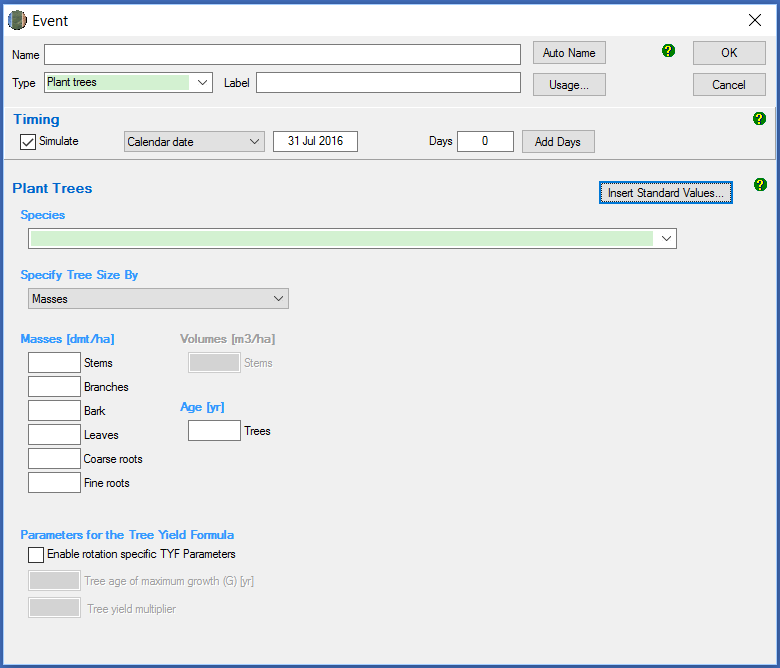 Event
Name Auto Name ? OK
Type Plant trees Label Usage... Cancel
Timing ?
Simulate Calendar date 31 Jul 2016 Days 0 Add Days
Plant Trees Insert Standard Values... ?
Species
Specify Tree Size By
Masses
Masses [dmt/ha] Volumes [m3/ha]
Stems Stems
Branches
Bark Age [yr]
Leaves Trees
Coarse roots
Fine roots
Parameters for the Tree Yield Formula
Enable rotation specific TYF Parameters
Tree age of maximum growth (G) [yr]
Tree yield multiplier